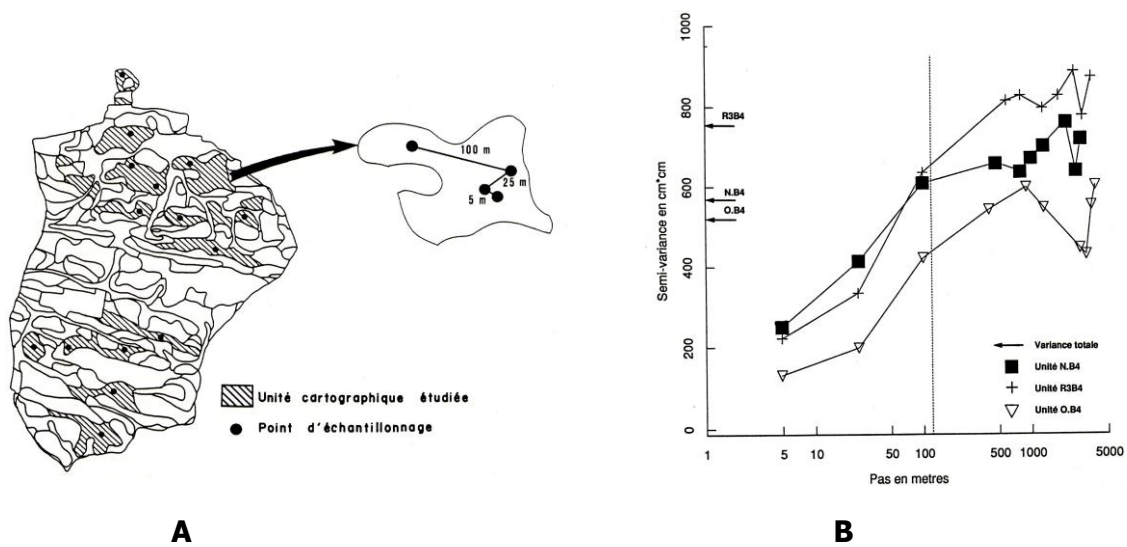 100 m
25 m
5 m
Unité cartographique étudiée
Point d'échantillonnage
A
Semi-variance en cm*cm
1000
800
600
400
200
0
R3B4
N.B4
O.B4
Variance totale
Unité N.B4
Unité R3B4
Unité O.B4
1 5 10 50 100 500 1000 5000
Pas en metres
B